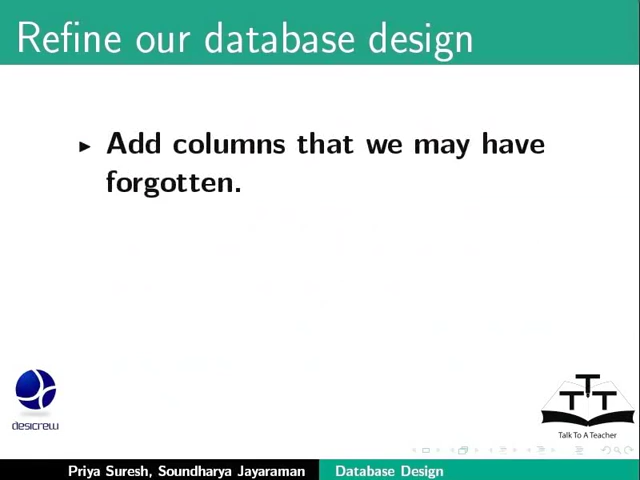 Refine our database design
Add columns that we may have
forgotten.
desicrew
T T T
Talk To A Teacher
Priya Suresh, Soundharya Jayaraman Database Design